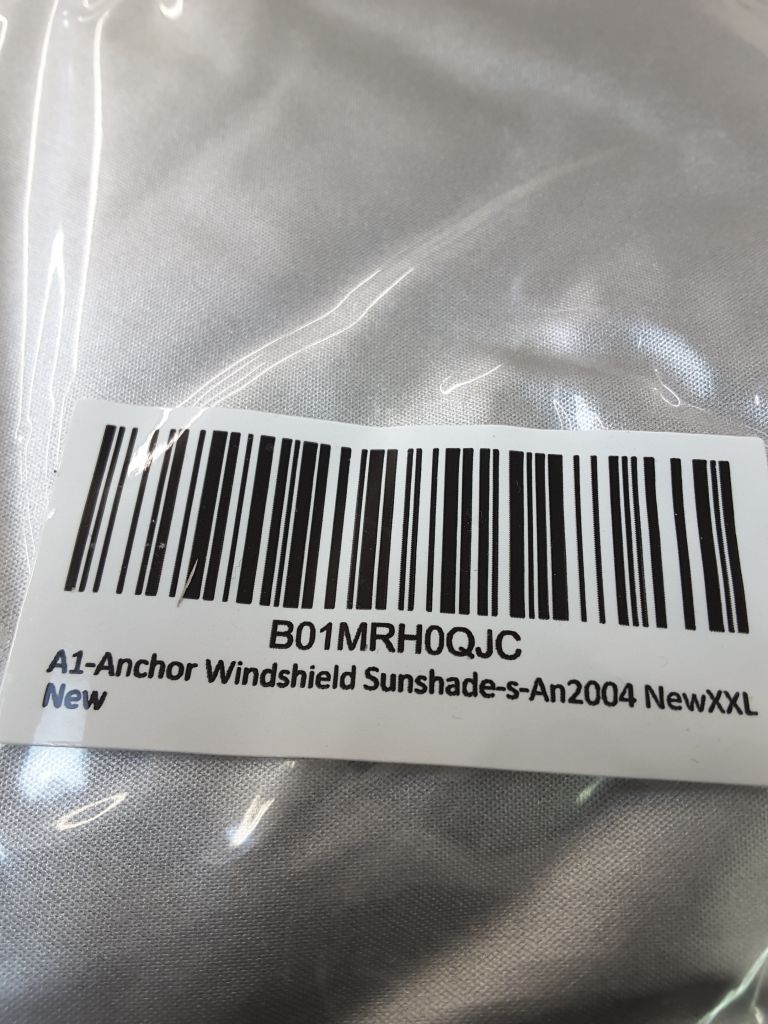 B01MRH0QJC
A1-Anchor Windshield Sunshade-s-An2004 NewXXL
New